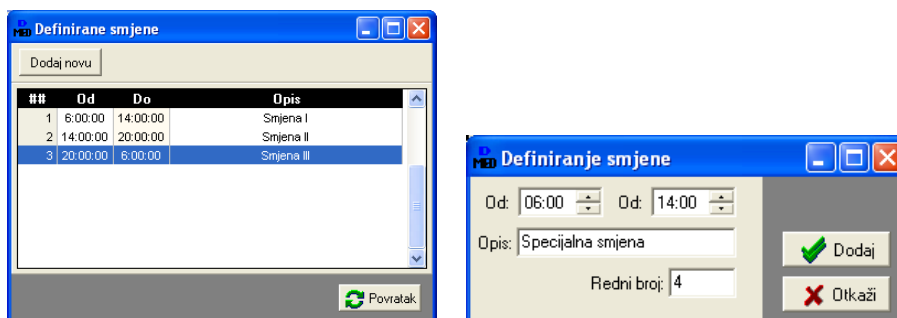 D MED Definirane smjene
Dodaj novu
## Od Do Opis
1 6:00:00 14:00:00 Smjena I
2 14:00:00 20:00:00 Smjena II
3 20:00:00 6:00:00 Smjena III
Povratak
D MED Definiranje smjene
Od: 06:00 Od: 14:00
Opis: Specijalna smjena
Redni broj: 4
Dodaj
Otkaži